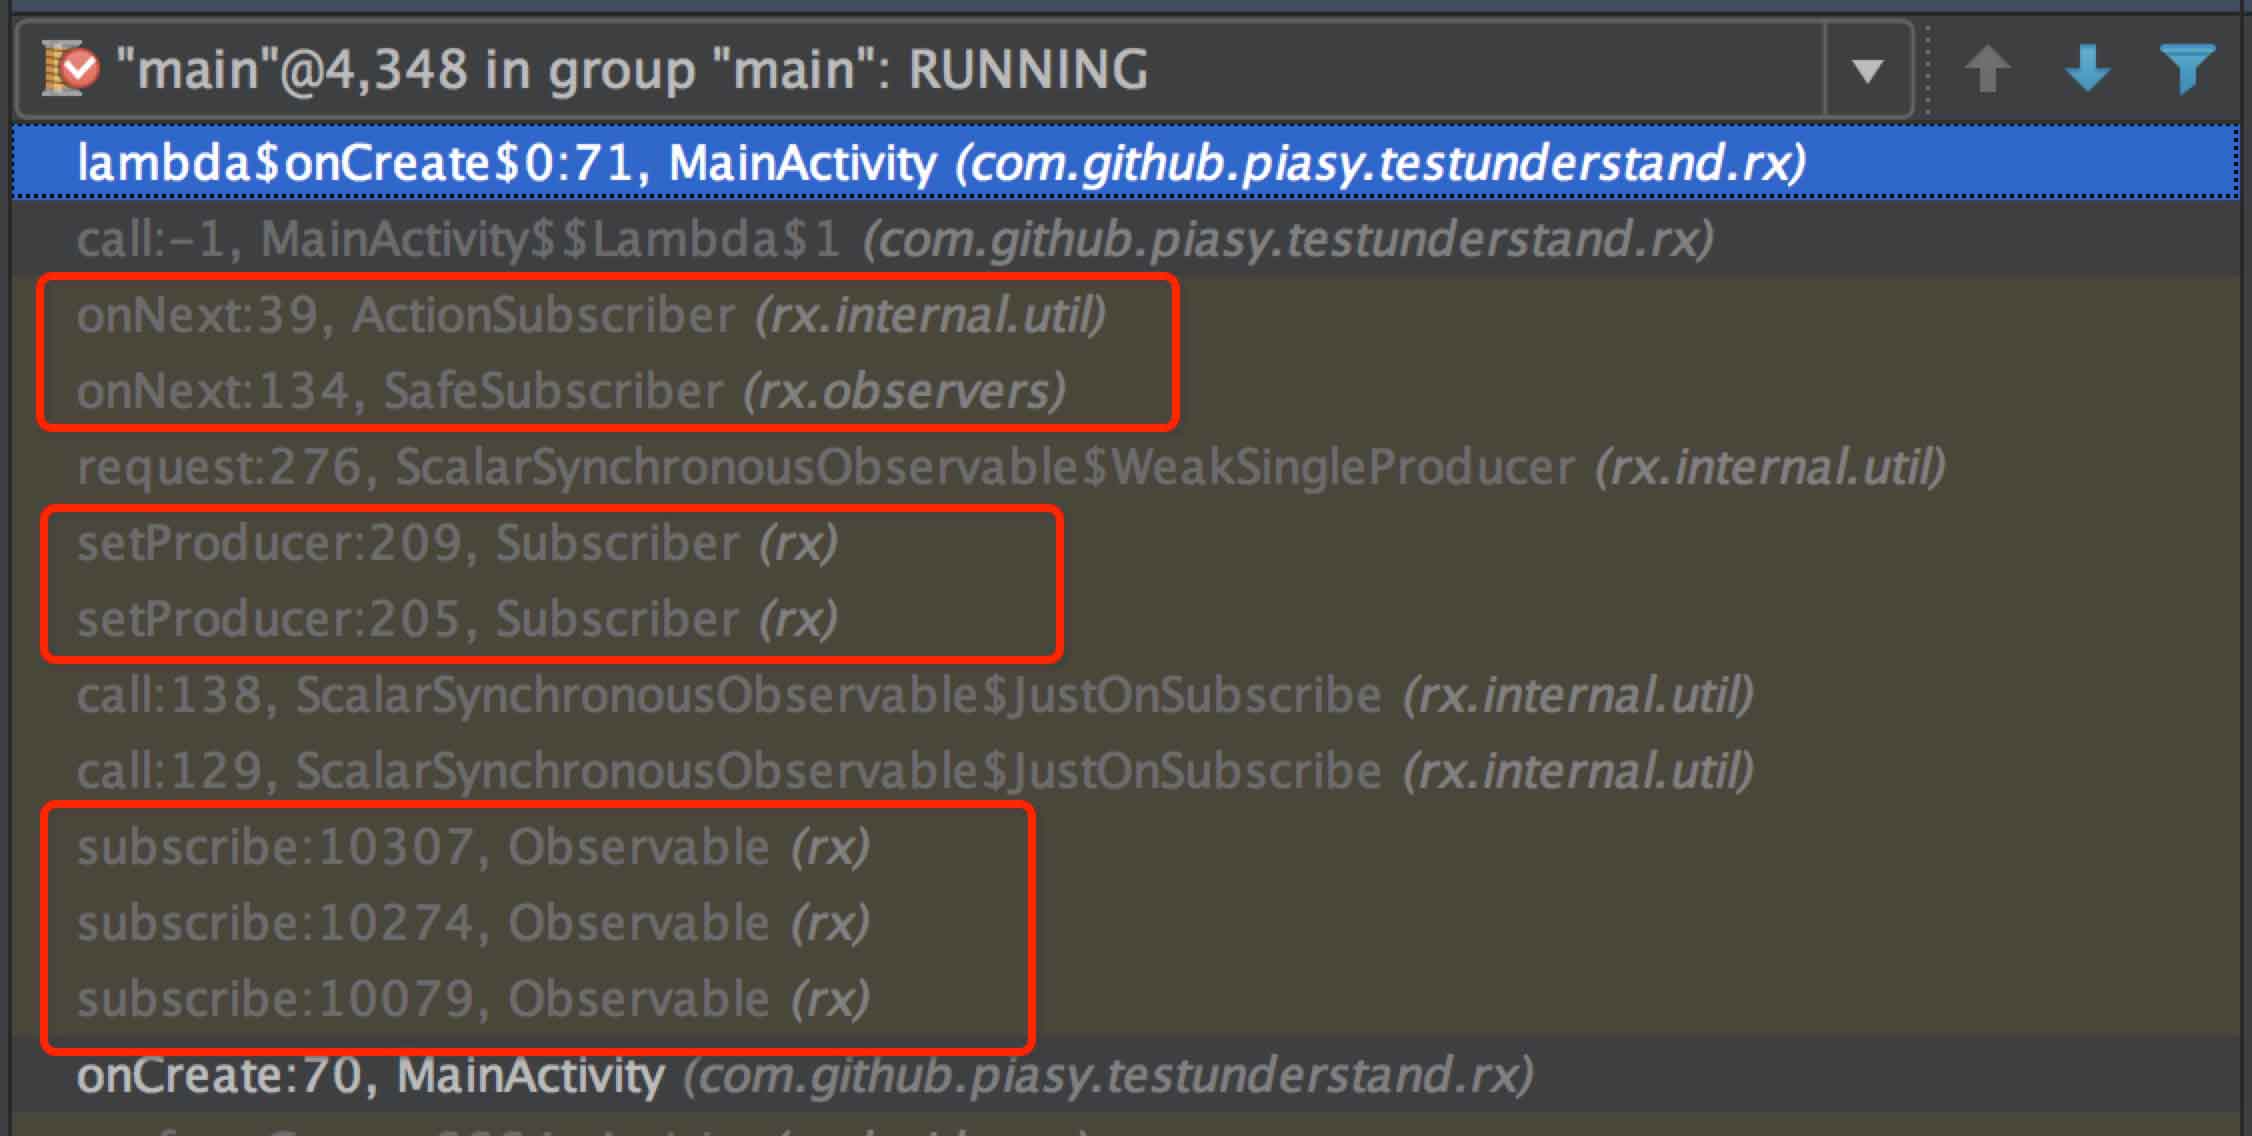 "main"@4,348 in group "main": RUNNING
lambda$onCreate$0:71, MainActivity (com.github.piasy.testunderstand.rx)
call:-1, MainActivity$$Lambda$1 (com.github.piasy.testunderstand.rx)
onNext:39, ActionSubscriber (rx.internal.util)
onNext:134, SafeSubscriber (rx.observers)
request:276, ScalarSynchronousObservable$WeakSingleProducer (rx.internal.util)
setProducer:209, Subscriber (rx)
setProducer:205, Subscriber (rx)
call:138, ScalarSynchronousObservable$JustOnSubscribe (rx.internal.util)
call:129, ScalarSynchronousObservable$JustOnSubscribe (rx.internal.util)
subscribe:10307, Observable (rx)
subscribe:10274, Observable (rx)
subscribe:10079, Observable (rx)
onCreate:70, MainActivity (com.github.piasy.testunderstand.rx)